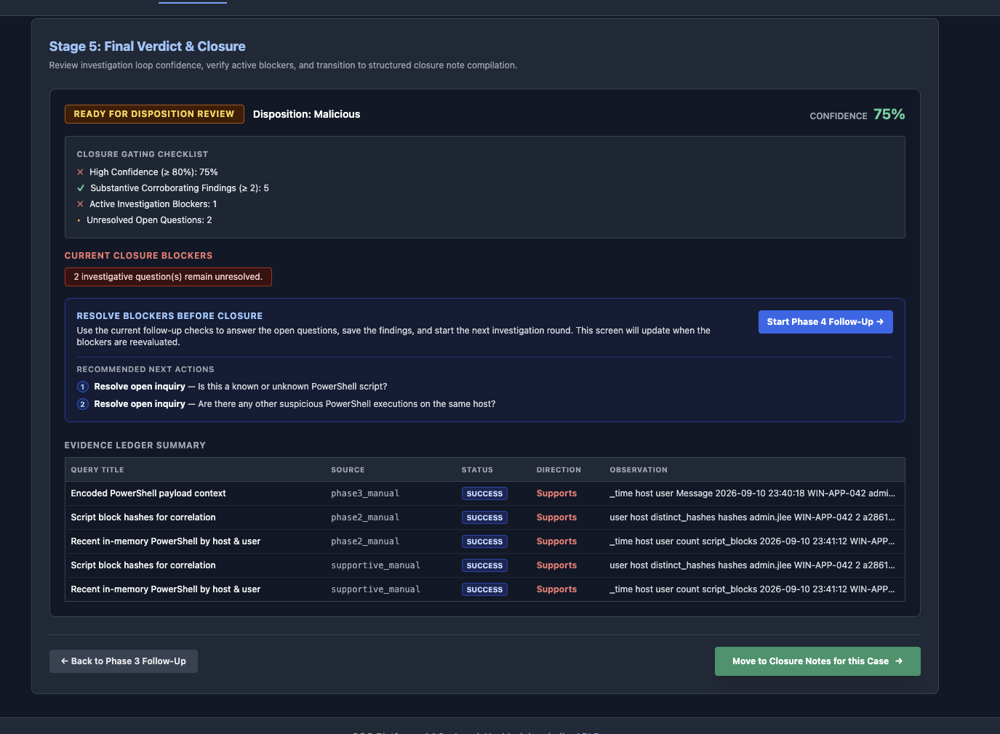 Stage 5: Final Verdict & Closure
Review investigation loop confidence, verify active blockers, and transition to structured closure note compilation.
READY FOR DISPOSITION REVIEW Disposition: Malicious CONFIDENCE 75%
CLOSURE GATING CHECKLIST
✕ High Confidence (≥ 80%): 75%
✓ Substantive Corroborating Findings (≥ 2): 5
✕ Active Investigation Blockers: 1
• Unresolved Open Questions: 2
CURRENT CLOSURE BLOCKERS
2 investigative question(s) remain unresolved.
RESOLVE BLOCKERS BEFORE CLOSURE
Use the current follow-up checks to answer the open questions, save the findings, and start the next investigation round. This screen will update when the
blockers are reevaluated.
Start Phase 4 Follow-Up →
RECOMMENDED NEXT ACTIONS
1 Resolve open inquiry — Is this a known or unknown PowerShell script?
2 Resolve open inquiry — Are there any other suspicious PowerShell executions on the same host?
EVIDENCE LEDGER SUMMARY
QUERY TITLE SOURCE STATUS DIRECTION OBSERVATION
Encoded PowerShell payload context phase3_manual SUCCESS Supports _time host user Message 2026-09-10 23:40:18 WIN-APP-042 admi...
Script block hashes for correlation phase2_manual SUCCESS Supports user host distinct_hashes hashes admin.jlee WIN-APP-042 2 a2861...
Recent in-memory PowerShell by host & user phase2_manual SUCCESS Supports _time host user count script_blocks 2026-09-10 23:41:12 WIN-APP...
Script block hashes for correlation supportive_manual SUCCESS Supports user host distinct_hashes hashes admin.jlee WIN-APP-042 2 a2861...
Recent in-memory PowerShell by host & user supportive_manual SUCCESS Supports _time host user count script_blocks 2026-09-10 23:41:12 WIN-APP...
← Back to Phase 3 Follow-Up
Move to Closure Notes for this Case →